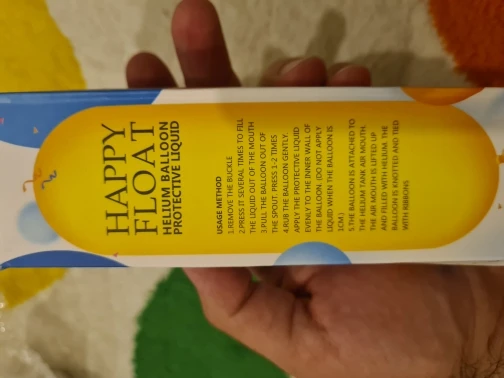 HAPPY
FLOAT
HELIUM BALLOON
PROTECTIVE LIQUID
USAGE METHOD
1.REMOVE THE BUCKLE
2.PRESS IT SEVERAL TIMES TO FILL
THE LIQUID OUT OF THE MOUTH
3.PULL THE BALLOON OUT OF
THE SPOUT. PRESS 1-2 TIMES
4.RUB THE BALLOON GENTLY.
APPLY THE PROTECTIVE LIQUID
EVENLY TO THE INNER WALL OF
THE BALLOON. (DO NOT APPLY
LIQUID WHEN THE BALLOON IS
5.THE BALLOON IS ATTACHED TO
THE HELIUM TANK AIR MOUTH.
THE AIR MOUTH IS LIFTED UP
AND FILLED WITH HELIUM. THE
BALLOON IS KNOTTED AND TIED
WITH RIBBONS